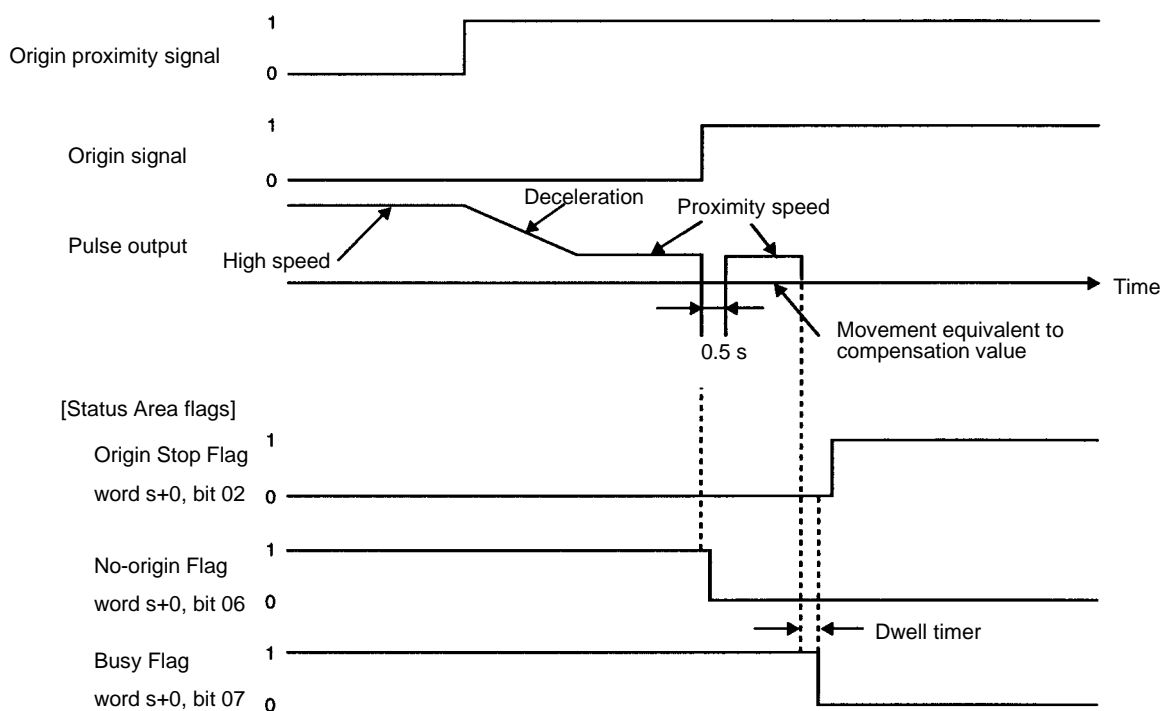 1
Origin proximity signal
0
1
Origin signal
0
Deceleration
Proximity speed
Pulse output
High speed
Time
Movement equivalent to
compensation value
0.5 s
[Status Area flags]
1
Origin Stop Flag
word s+0, bit 02
0
1
No-origin Flag
word s+0, bit 06
0
Dwell timer
1
Busy Flag
word s+0, bit 07
0